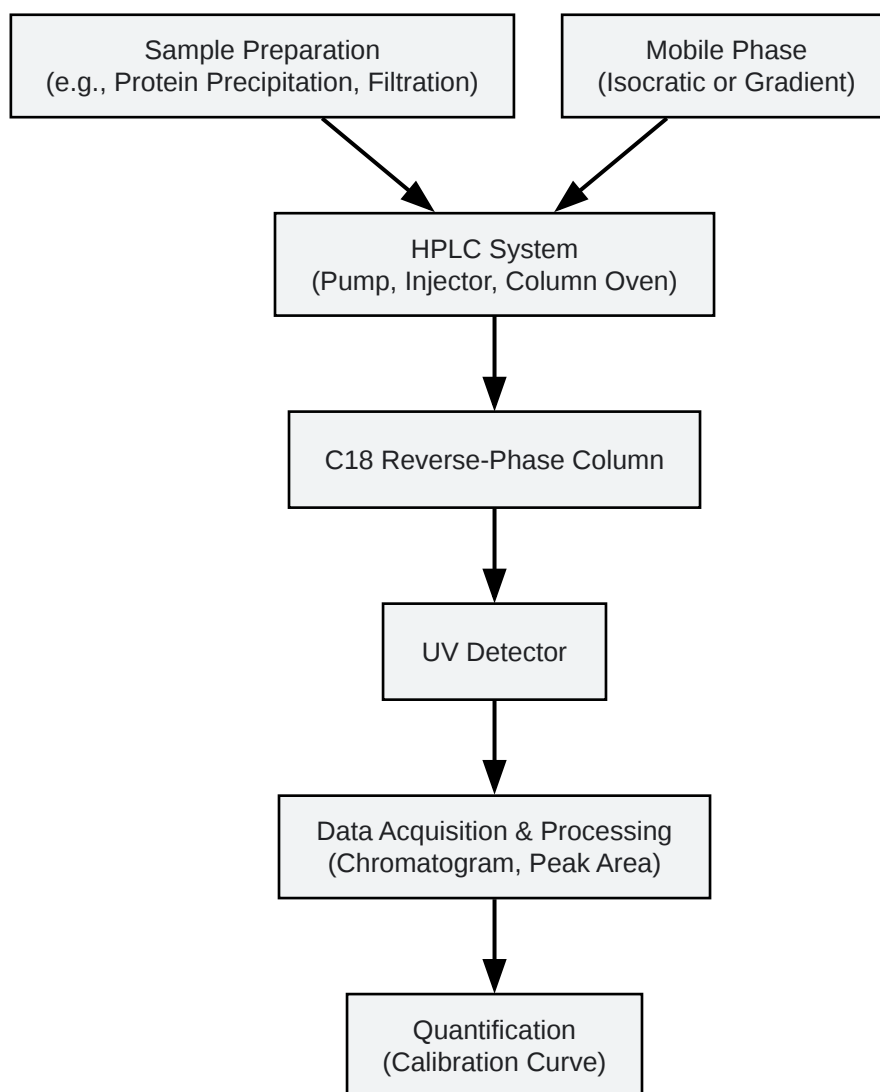 Sample Preparation
(e.g., Protein Precipitation, Filtration)
Mobile Phase
(Isocratic or Gradient)
HPLC System
(Pump, Injector, Column Oven)
C18 Reverse-Phase Column
UV Detector
Data Acquisition & Processing
(Chromatogram, Peak Area)
Quantification
(Calibration Curve)